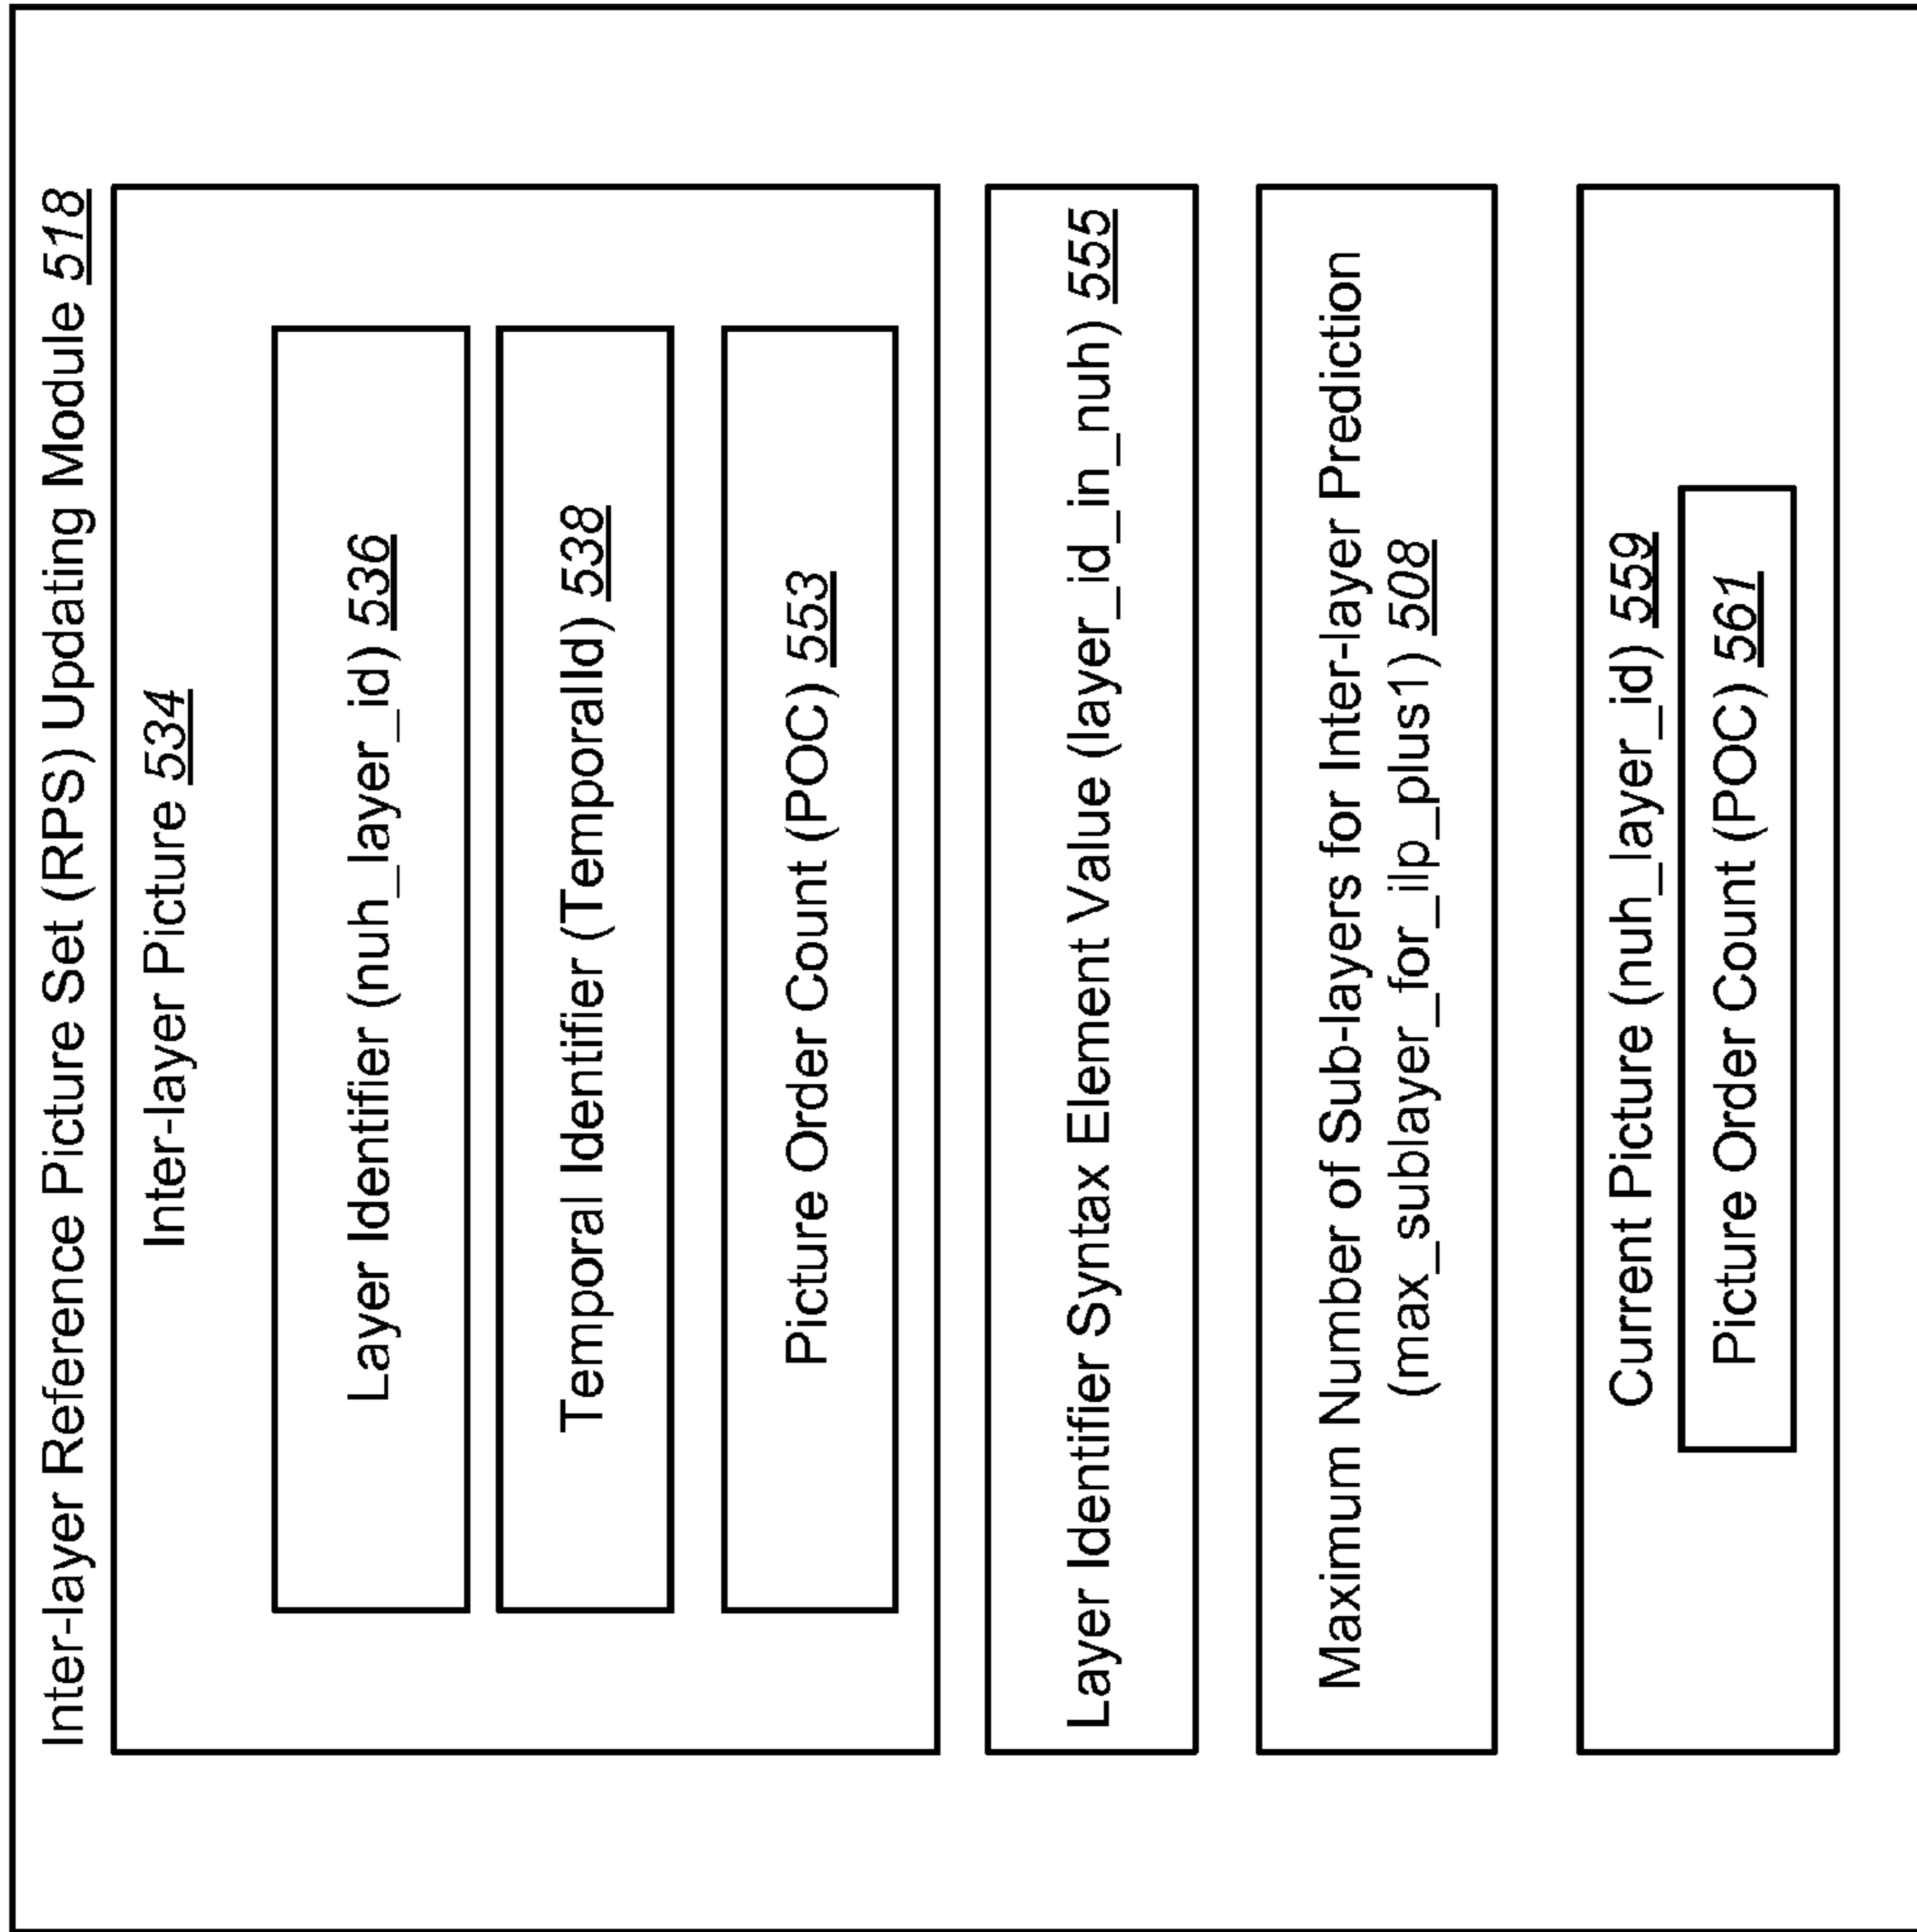 Inter-layer Reference Picture Set (RPS) Updating Module 518
Inter-layer Picture 534
Layer Identifier (nuh_layer_id) 536
Temporal Identifier (TemporalId) 538
Picture Order Count (POC) 553
Layer Identifier Syntax Element Value (layer_id_in_nuh) 555
Maximum Number of Sub-layers for Inter-layer Prediction
(max_sublayer_for_ilp_plus1) 508
Current Picture (nuh_layer_id) 559
Picture Order Count (POC) 561